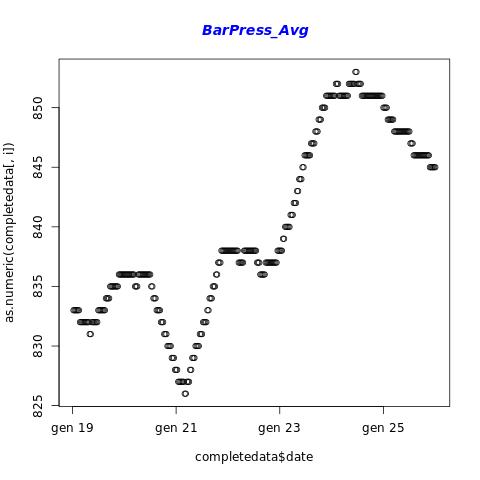 BarPress_Avg
as.numeric(completedata[, i])
850
845
840
835
830
825
gen 19
gen 21
gen 23
gen 25
completedata$date